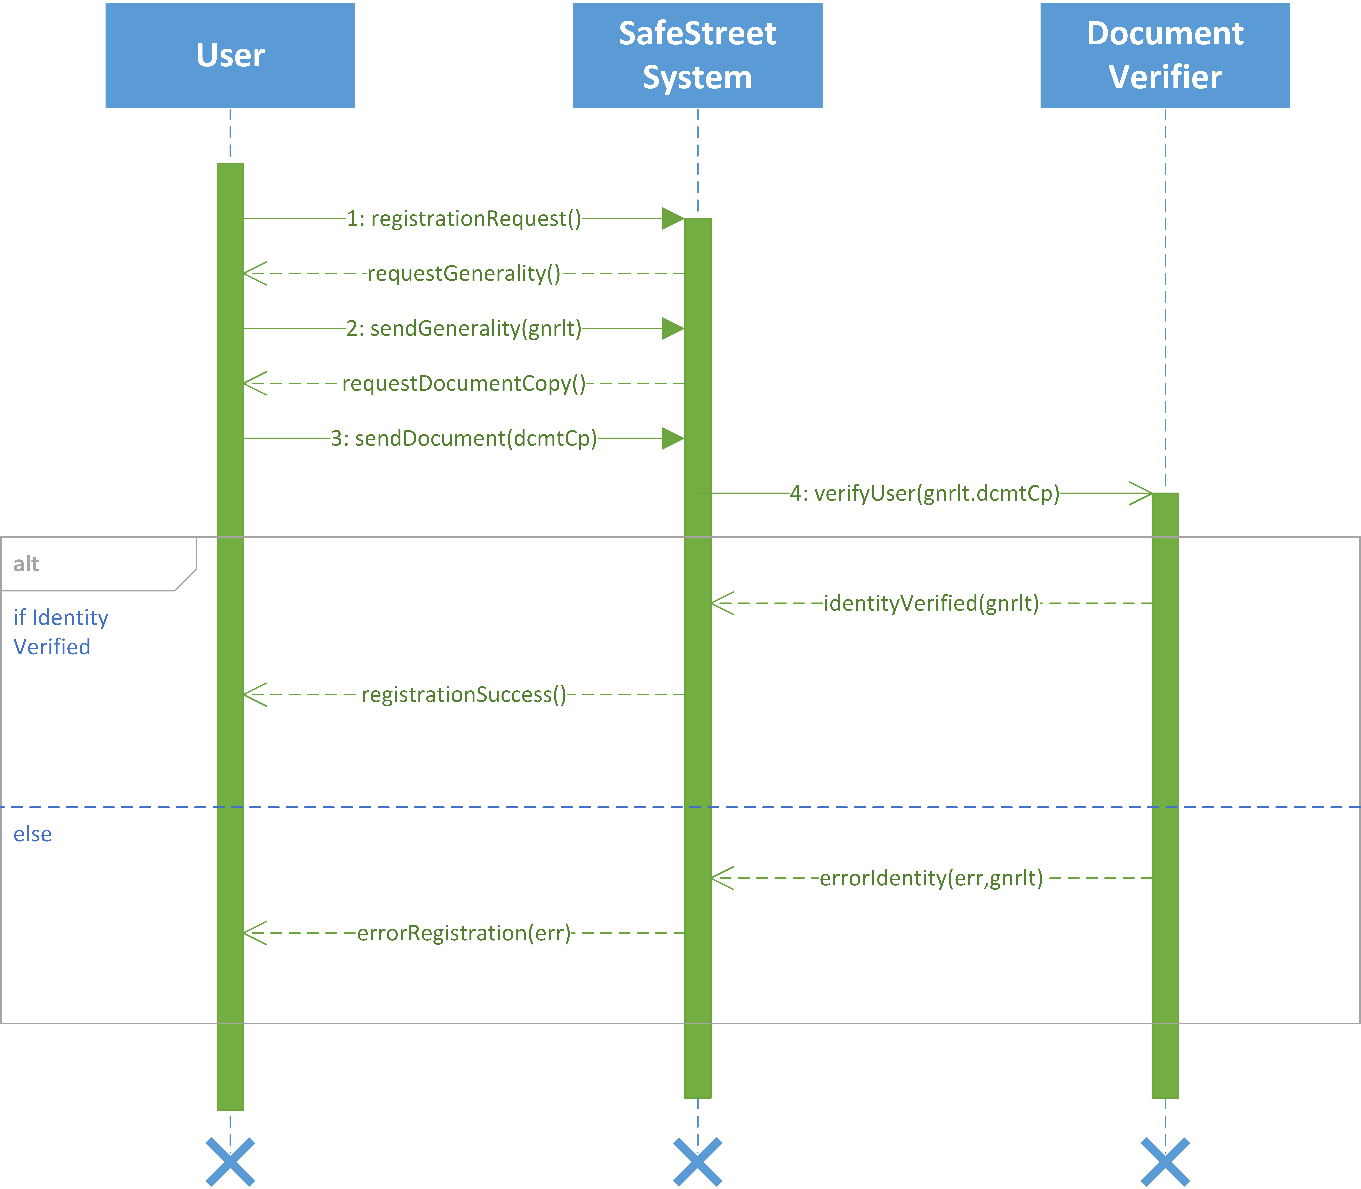 User
SafeStreet
System
Document
Verifier
1: registrationRequest()
requestGenerality()
2: sendGenerality(gnrlt)
requestDocumentCopy()
3: sendDocument(dcmtCp)
4: verifyUser(gnrlt.dcmtCp)
alt
if Identity
Verified
identityVerified(gnrlt)
registrationSuccess()
else
errorIdentity(err,gnrlt)
errorRegistration(err)